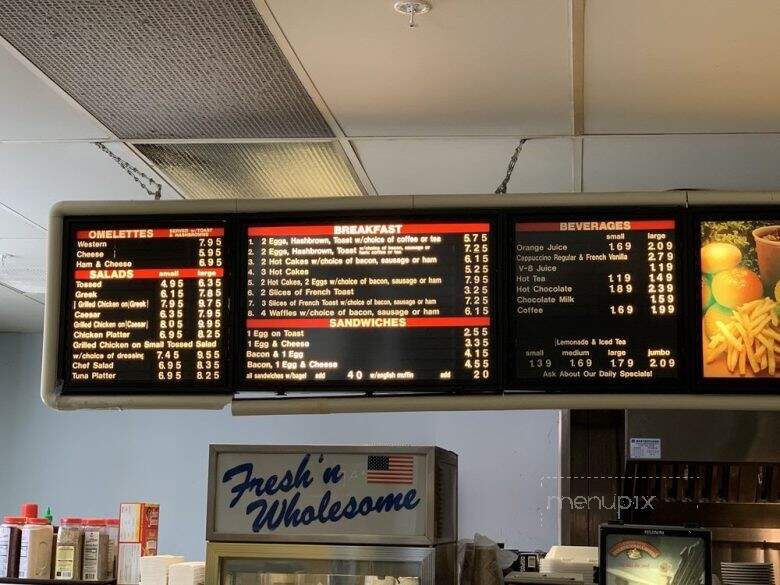 OMELETTES SERVED W/TOAST & HASHBROWNS
Western 7.95
Cheese 5.95
Ham & Cheese 6.95
SALADS small large
Tossed 4.95 6.35
Greek 6.15 7.85
Grilled Chicken on Greek 7.95 9.75
Caesar 6.35 7.95
Grilled Chicken on Caesar 8.05 9.95
Chicken Platter 6.95 8.25
Grilled Chicken on Small Tossed Salad
w/choice of dressing 7.45 9.55
Chef Salad 6.95 8.35
Tuna Platter 6.95 8.25
BREAKFAST
1. 2 Eggs, Hashbrown, Toast w/choice of coffee or tea 5.75
2. 2 Eggs, Hashbrown, Toast w/choice of bacon, sausage or 7.25
3. 2 Hot Cakes w/choice of bacon, sausage or ham 6.15
4. 3 Hot Cakes 5.25
5. 2 Hot Cakes, 2 Eggs w/choice of bacon, sausage or ham 7.95
6. 2 Slices of French Toast 3.25
7. 3 Slices of French Toast w/choice of bacon, sausage or ham 7.25
8. 4 Waffles w/choice of bacon, sausage or ham 6.15
SANDWICHES
1 Egg on Toast 2.55
1 Egg & Cheese 3.35
Bacon & 1 Egg 4.15
Bacon, 1 Egg & Cheese 4.55
all sandwiches w/bagel add 40 w/english muffin add 20
BEVERAGES
small large
Orange Juice 1.69 2.09
Cappuccino Regular & French Vanilla 2.79
V-8 Juice 1.19
Hot Tea 1.19 1.49
Hot Chocolate 1.89 2.39
Chocolate Milk 1.59
Coffee 1.69 1.99
Lemonade & Iced Tea
small medium large jumbo
1.39 1.69 1.79 2.09
Ask About Our Daily Specials!
Fresh'n
Wholesome
menupix